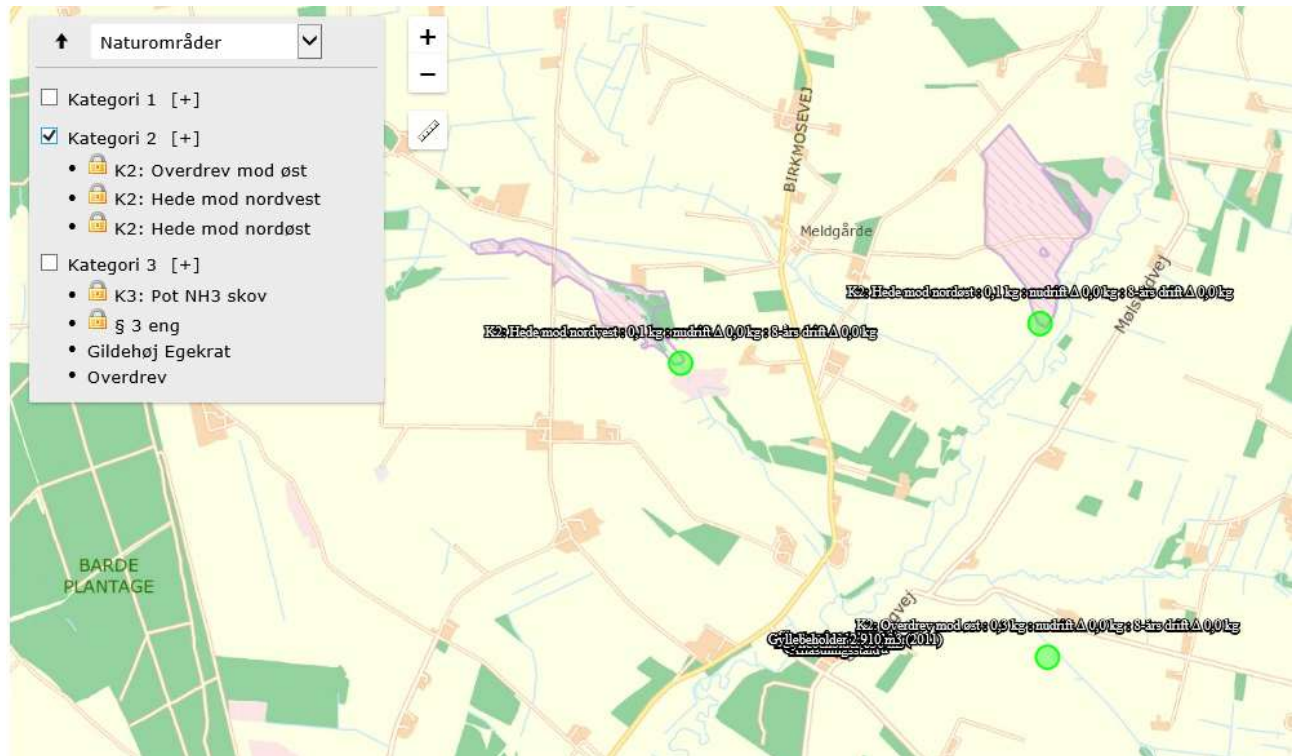 Naturområder
Kategori 1 [+]
Kategori 2 [+]
K2: Overdrev mod øst
K2: Hede mod nordvest
K2: Hede mod nordøst
Kategori 3 [+]
K3: Pot NH3 skov
§ 3 eng
Gildehøj Egekrat
Overdrev
+
−
BIRKMOSEVEJ
Meldgårde
K2: Hede mod nordøst : 0,1 kg : nudrift Δ 0,0 kg : 8-års drift Δ 0,0 kg
Mølsgårdvej
K2: Hede mod nordvest : 0,1 kg : nudrift Δ 0,0 kg : 8-års drift Δ 0,0 kg
BARDE
PLANTAGE
K2: Overdrev mod øst : 0,3 kg : nudrift Δ 0,0 kg : 8-års drift Δ 0,0 kg
Gyllebeholder 2.910 m3 (2011)